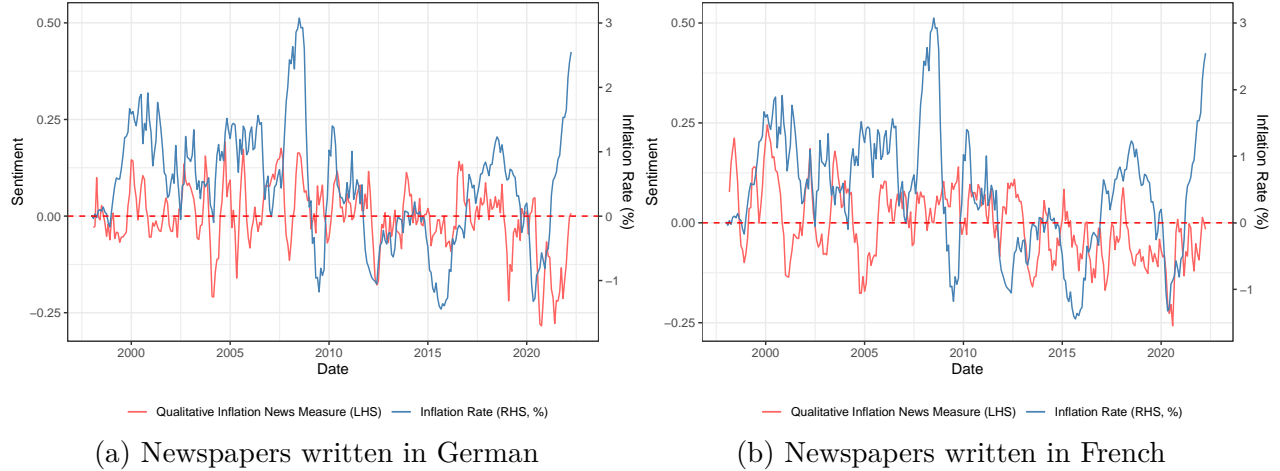 0.50
0.25
0.00
−0.25
Sentiment
3
2
1
0
−1
Inflation Rate (%)
2000 2005 2010 2015 2020
Date
Qualitative Inflation News Measure (LHS) Inflation Rate (RHS, %)
(a) Newspapers written in German
0.50
0.25
0.00
−0.25
Sentiment
3
2
1
0
−1
Inflation Rate (%)
2000 2005 2010 2015 2020
Date
Qualitative Inflation News Measure (LHS) Inflation Rate (RHS, %)
(b) Newspapers written in French